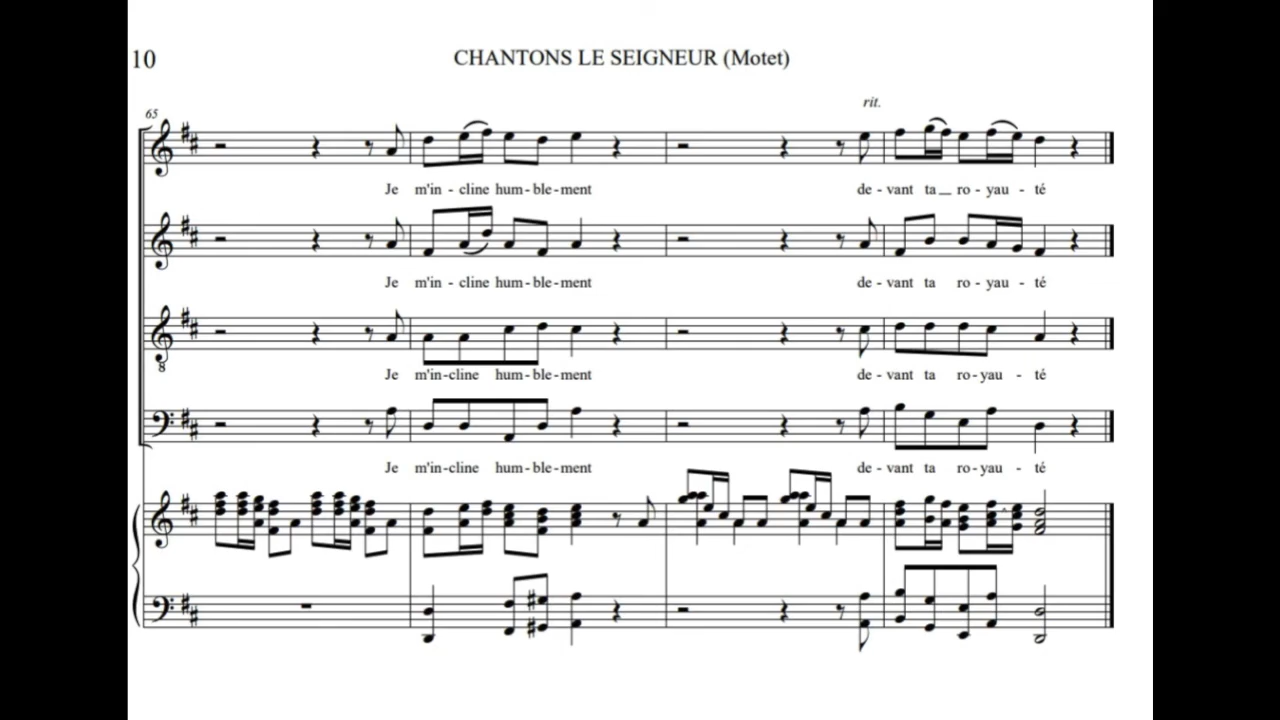 10
CHANTONS LE SEIGNEUR (Motet)
65
rit.
Je m'in - cline hum - ble - ment de - vant ta__ ro - yau - té
Je m'in - cline hum - ble - ment de - vant ta ro - yau - té
8
Je m'in-cline hum - ble - ment de - vant ta ro - yau - té
Je m'in-cline hum - ble - ment de - vant ta ro - yau - té